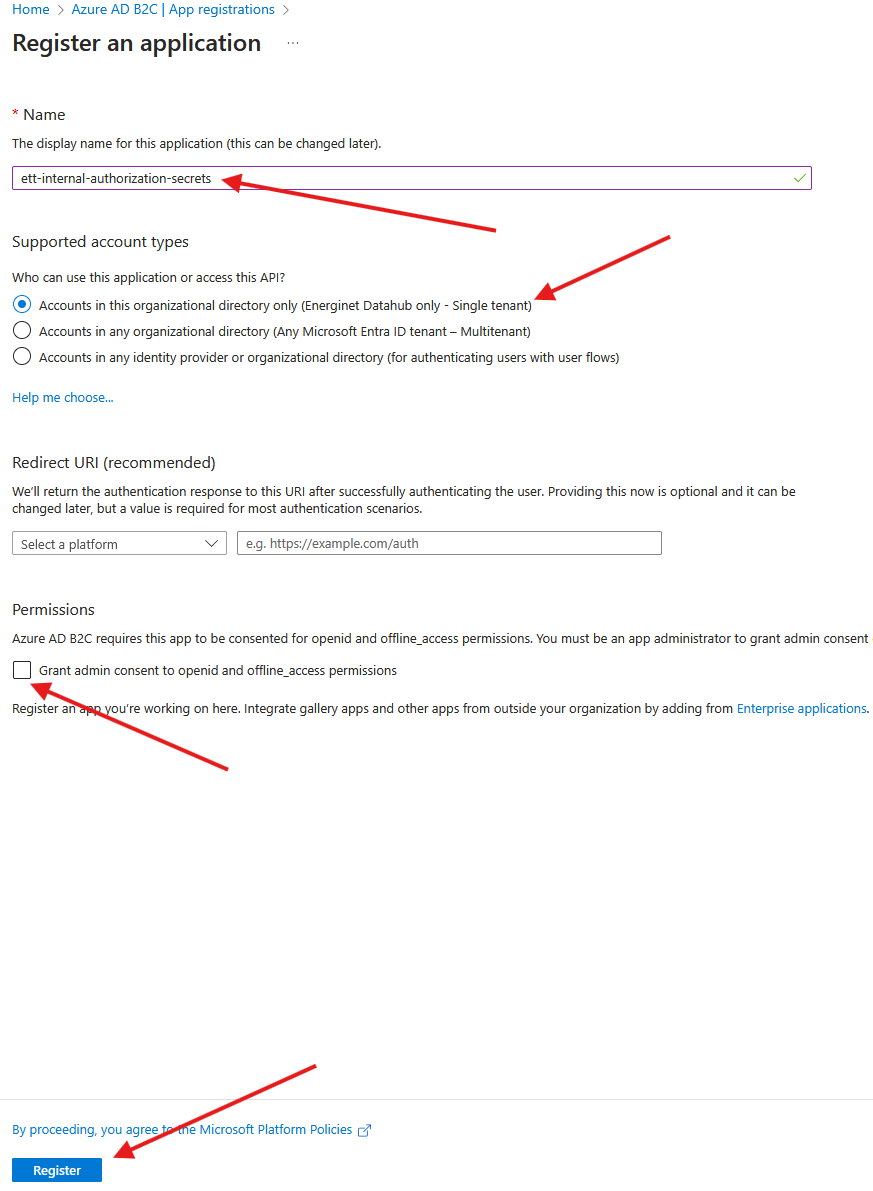 Home > Azure AD B2C | App registrations >
Register an application ...
* Name
The display name for this application (this can be changed later).
ett-internal-authorization-secrets
Supported account types
Who can use this application or access this API?
Accounts in this organizational directory only (Energinet Datahub only - Single tenant)
Accounts in any organizational directory (Any Microsoft Entra ID tenant – Multitenant)
Accounts in any identity provider or organizational directory (for authenticating users with user flows)
Help me choose...
Redirect URI (recommended)
We'll return the authentication response to this URI after successfully authenticating the user. Providing this now is optional and it can be
changed later, but a value is required for most authentication scenarios.
Select a platform e.g. https://example.com/auth
Permissions
Azure AD B2C requires this app to be consented for openid and offline_access permissions. You must be an app administrator to grant admin consent
Grant admin consent to openid and offline_access permissions
Register an app you're working on here. Integrate gallery apps and other apps from outside your organization by adding from Enterprise applications.
By proceeding, you agree to the Microsoft Platform Policies
Register